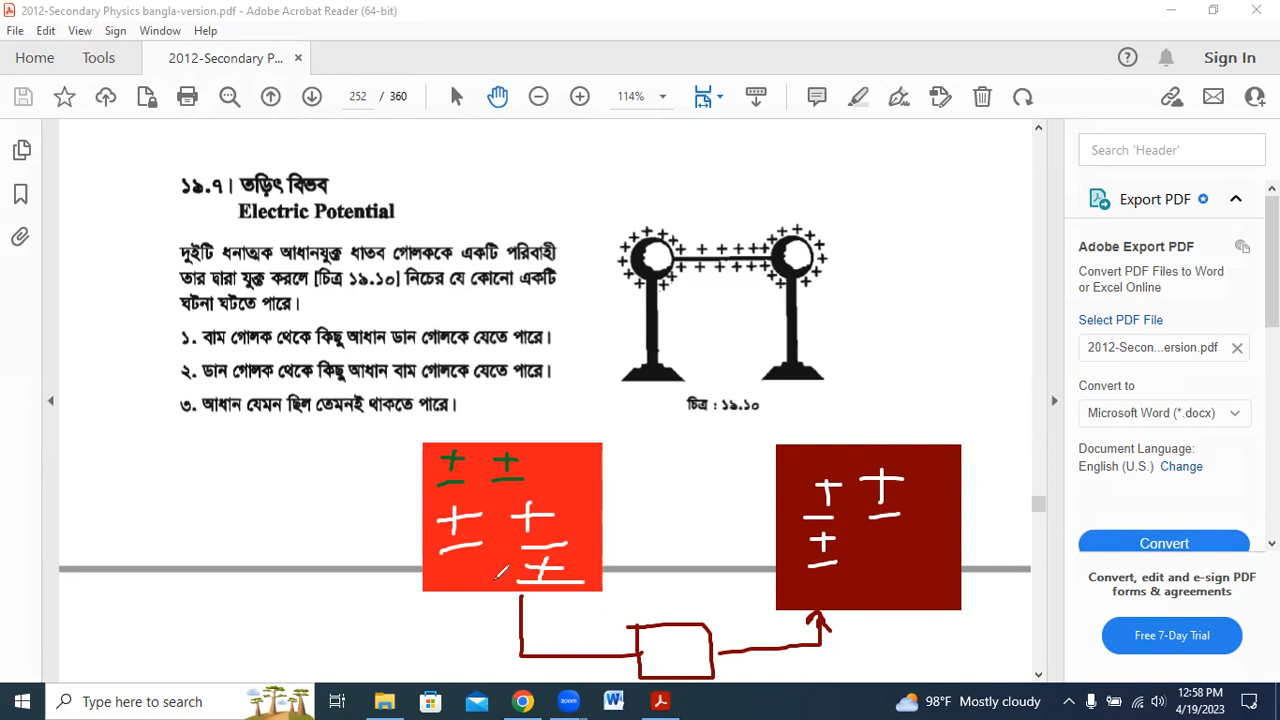 2012-Secondary Physics bangla-version.pdf - Adobe Acrobat Reader (64-bit)
File Edit View Sign Window Help
Home Tools 2012-Secondary P... × Sign In
252 / 360 114%
১৯.৭। তড়িৎ বিভব
Electric Potential
দুইটি ধনাত্মক আধানযুক্ত ধাতব গোলককে একটি পরিবাহী
তার দ্বারা যুক্ত করলে [চিত্র ১৯.১০] নিচের যে কোনো একটি
ঘটনা ঘটতে পারে।
১. বাম গোলক থেকে কিছু আধান ডান গোলকে যেতে পারে।
২. ডান গোলক থেকে কিছু আধান বাম গোলকে যেতে পারে।
৩. আধান যেমন ছিল তেমনই থাকতে পারে।
চিত্র : ১৯.১০
Search 'Header'
Export PDF
Adobe Export PDF
Convert PDF Files to Word
or Excel Online
Select PDF File
2012-Secon...ersion.pdf
Convert to
Microsoft Word (*.docx)
Document Language:
English (U.S.) Change
Convert
Convert, edit and e-sign PDF
forms & agreements
Free 7-Day Trial
Type here to search
98°F Mostly cloudy
12:58 PM
4/19/2023